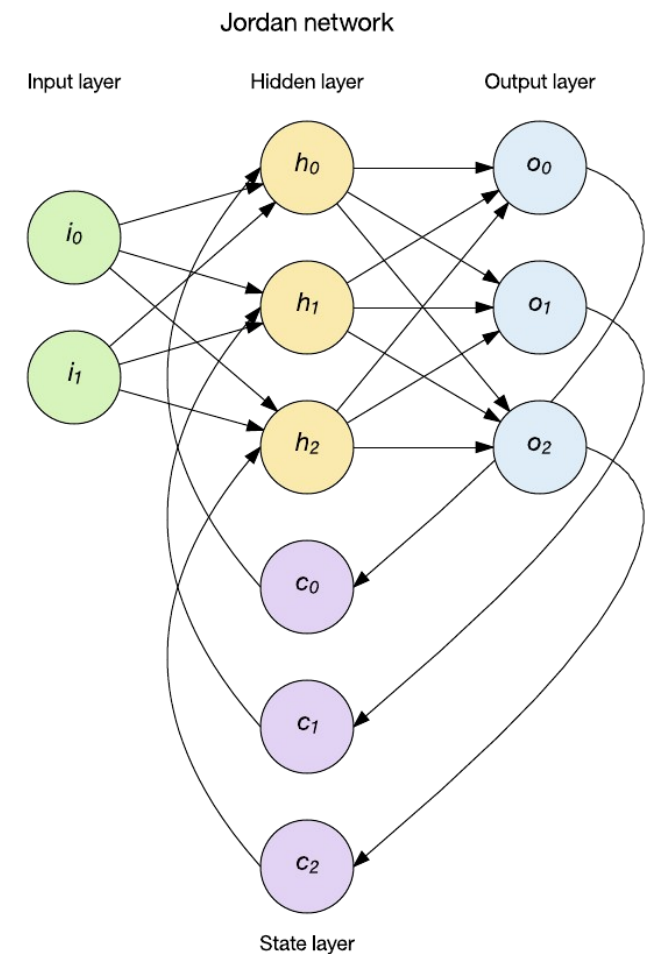 Jordan network
Input layer
Hidden layer
Output layer
h0
o0
i0
h1
o1
i1
h2
o2
c0
c1
c2
State layer